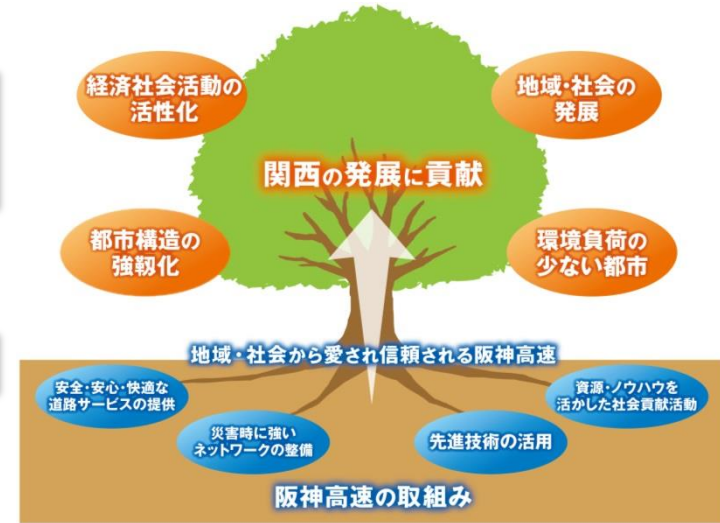 経済社会活動の
活性化
地域・社会の
発展
関西の発展に貢献
都市構造の
強靱化
環境負荷の
少ない都市
地域・社会から愛され信頼される阪神高速
安全・安心・快適な
道路サービスの提供
資源・ノウハウを
活かした社会貢献活動
災害時に強い
ネットワークの整備
先進技術の活用
阪神高速の取組み